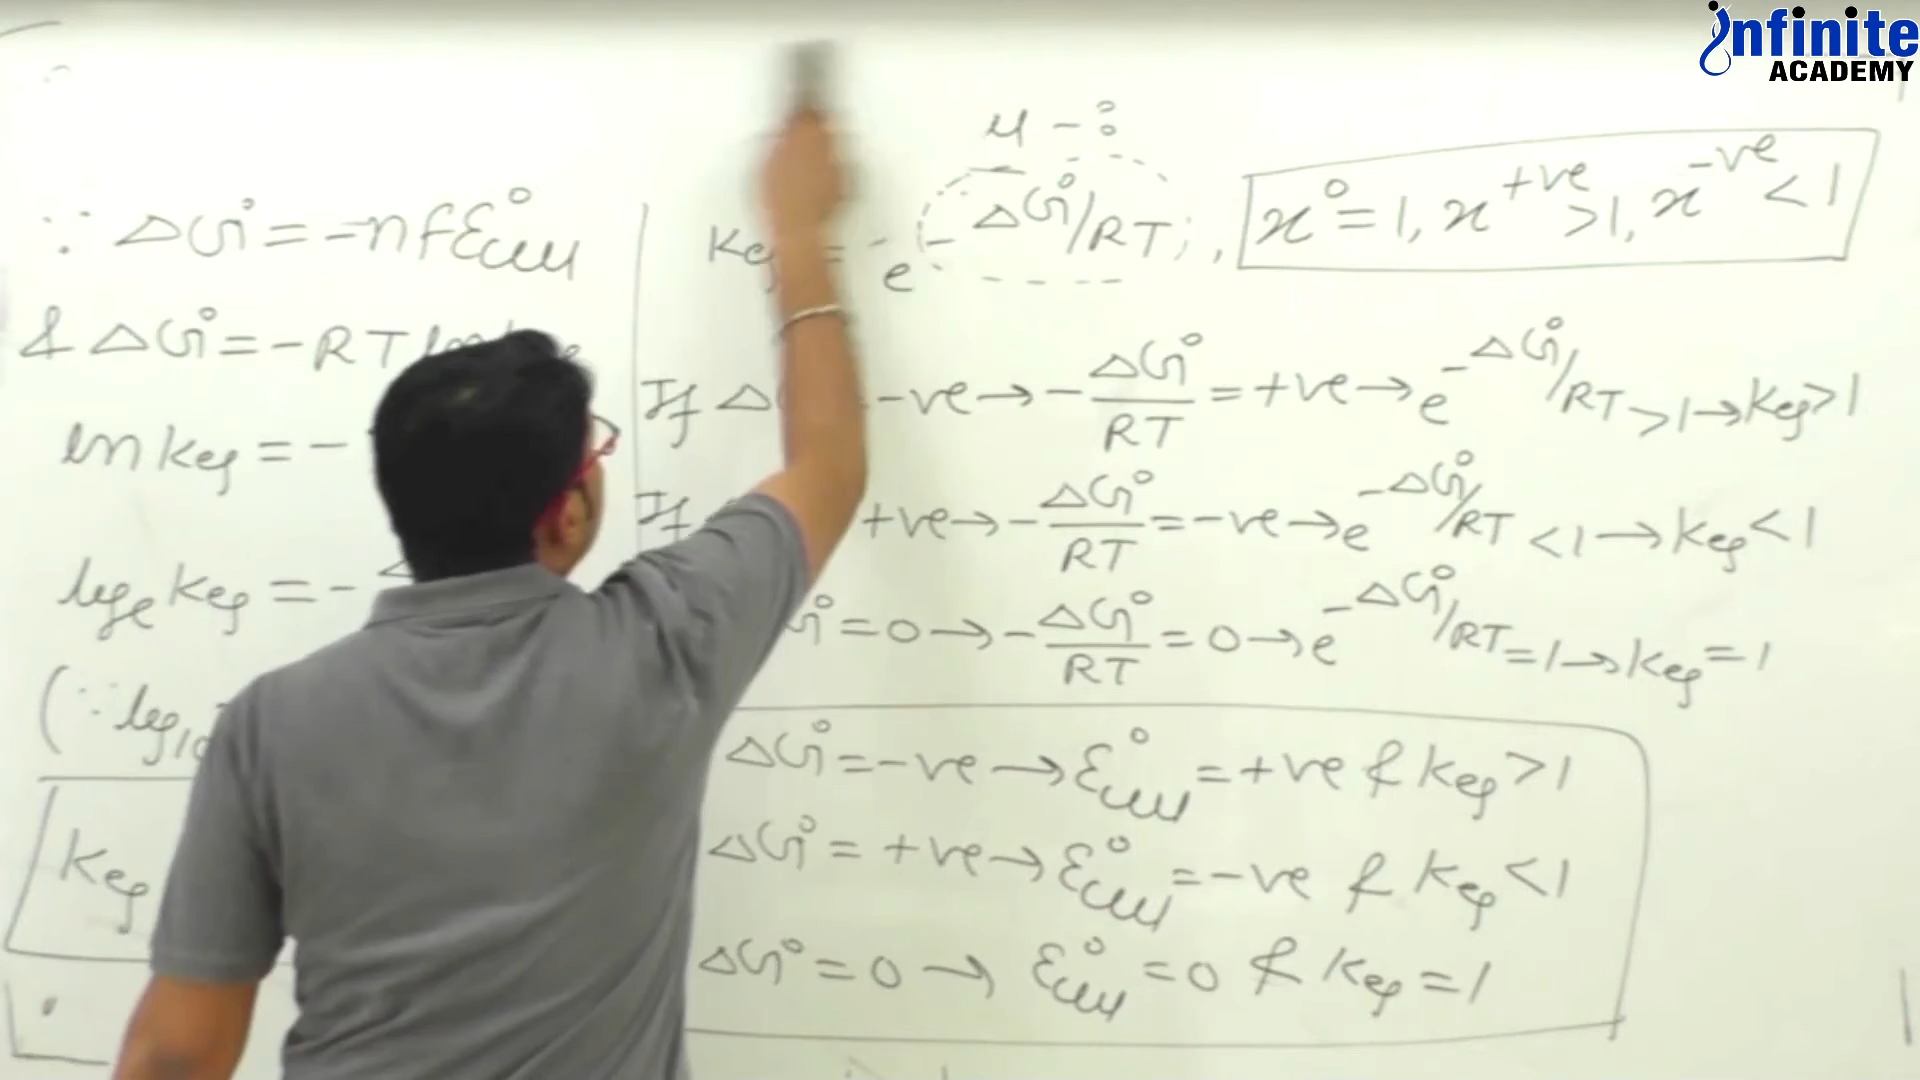 infinite
ACADEMY
∵ ΔG° = -nFE°cell
& ΔG° = -RT
ln Keq = -
logₑ Keq = -
(∵ log₁₀
Keq
Keq = e^(-ΔG°/RT) , x° = 1, x^(+ve) > 1, x^(-ve) < 1
If Δ -ve → -ΔG°/RT = +ve → e^(-ΔG°/RT) > 1 → Keq > 1
If +ve → -ΔG°/RT = -ve → e^(-ΔG°/RT) < 1 → Keq < 1
G° = 0 → -ΔG°/RT = 0 → e^(-ΔG°/RT) = 1 → Keq = 1
ΔG° = -ve → E°cell = +ve & Keq > 1
ΔG° = +ve → E°cell = -ve & Keq < 1
ΔG° = 0 → E°cell = 0 & Keq = 1